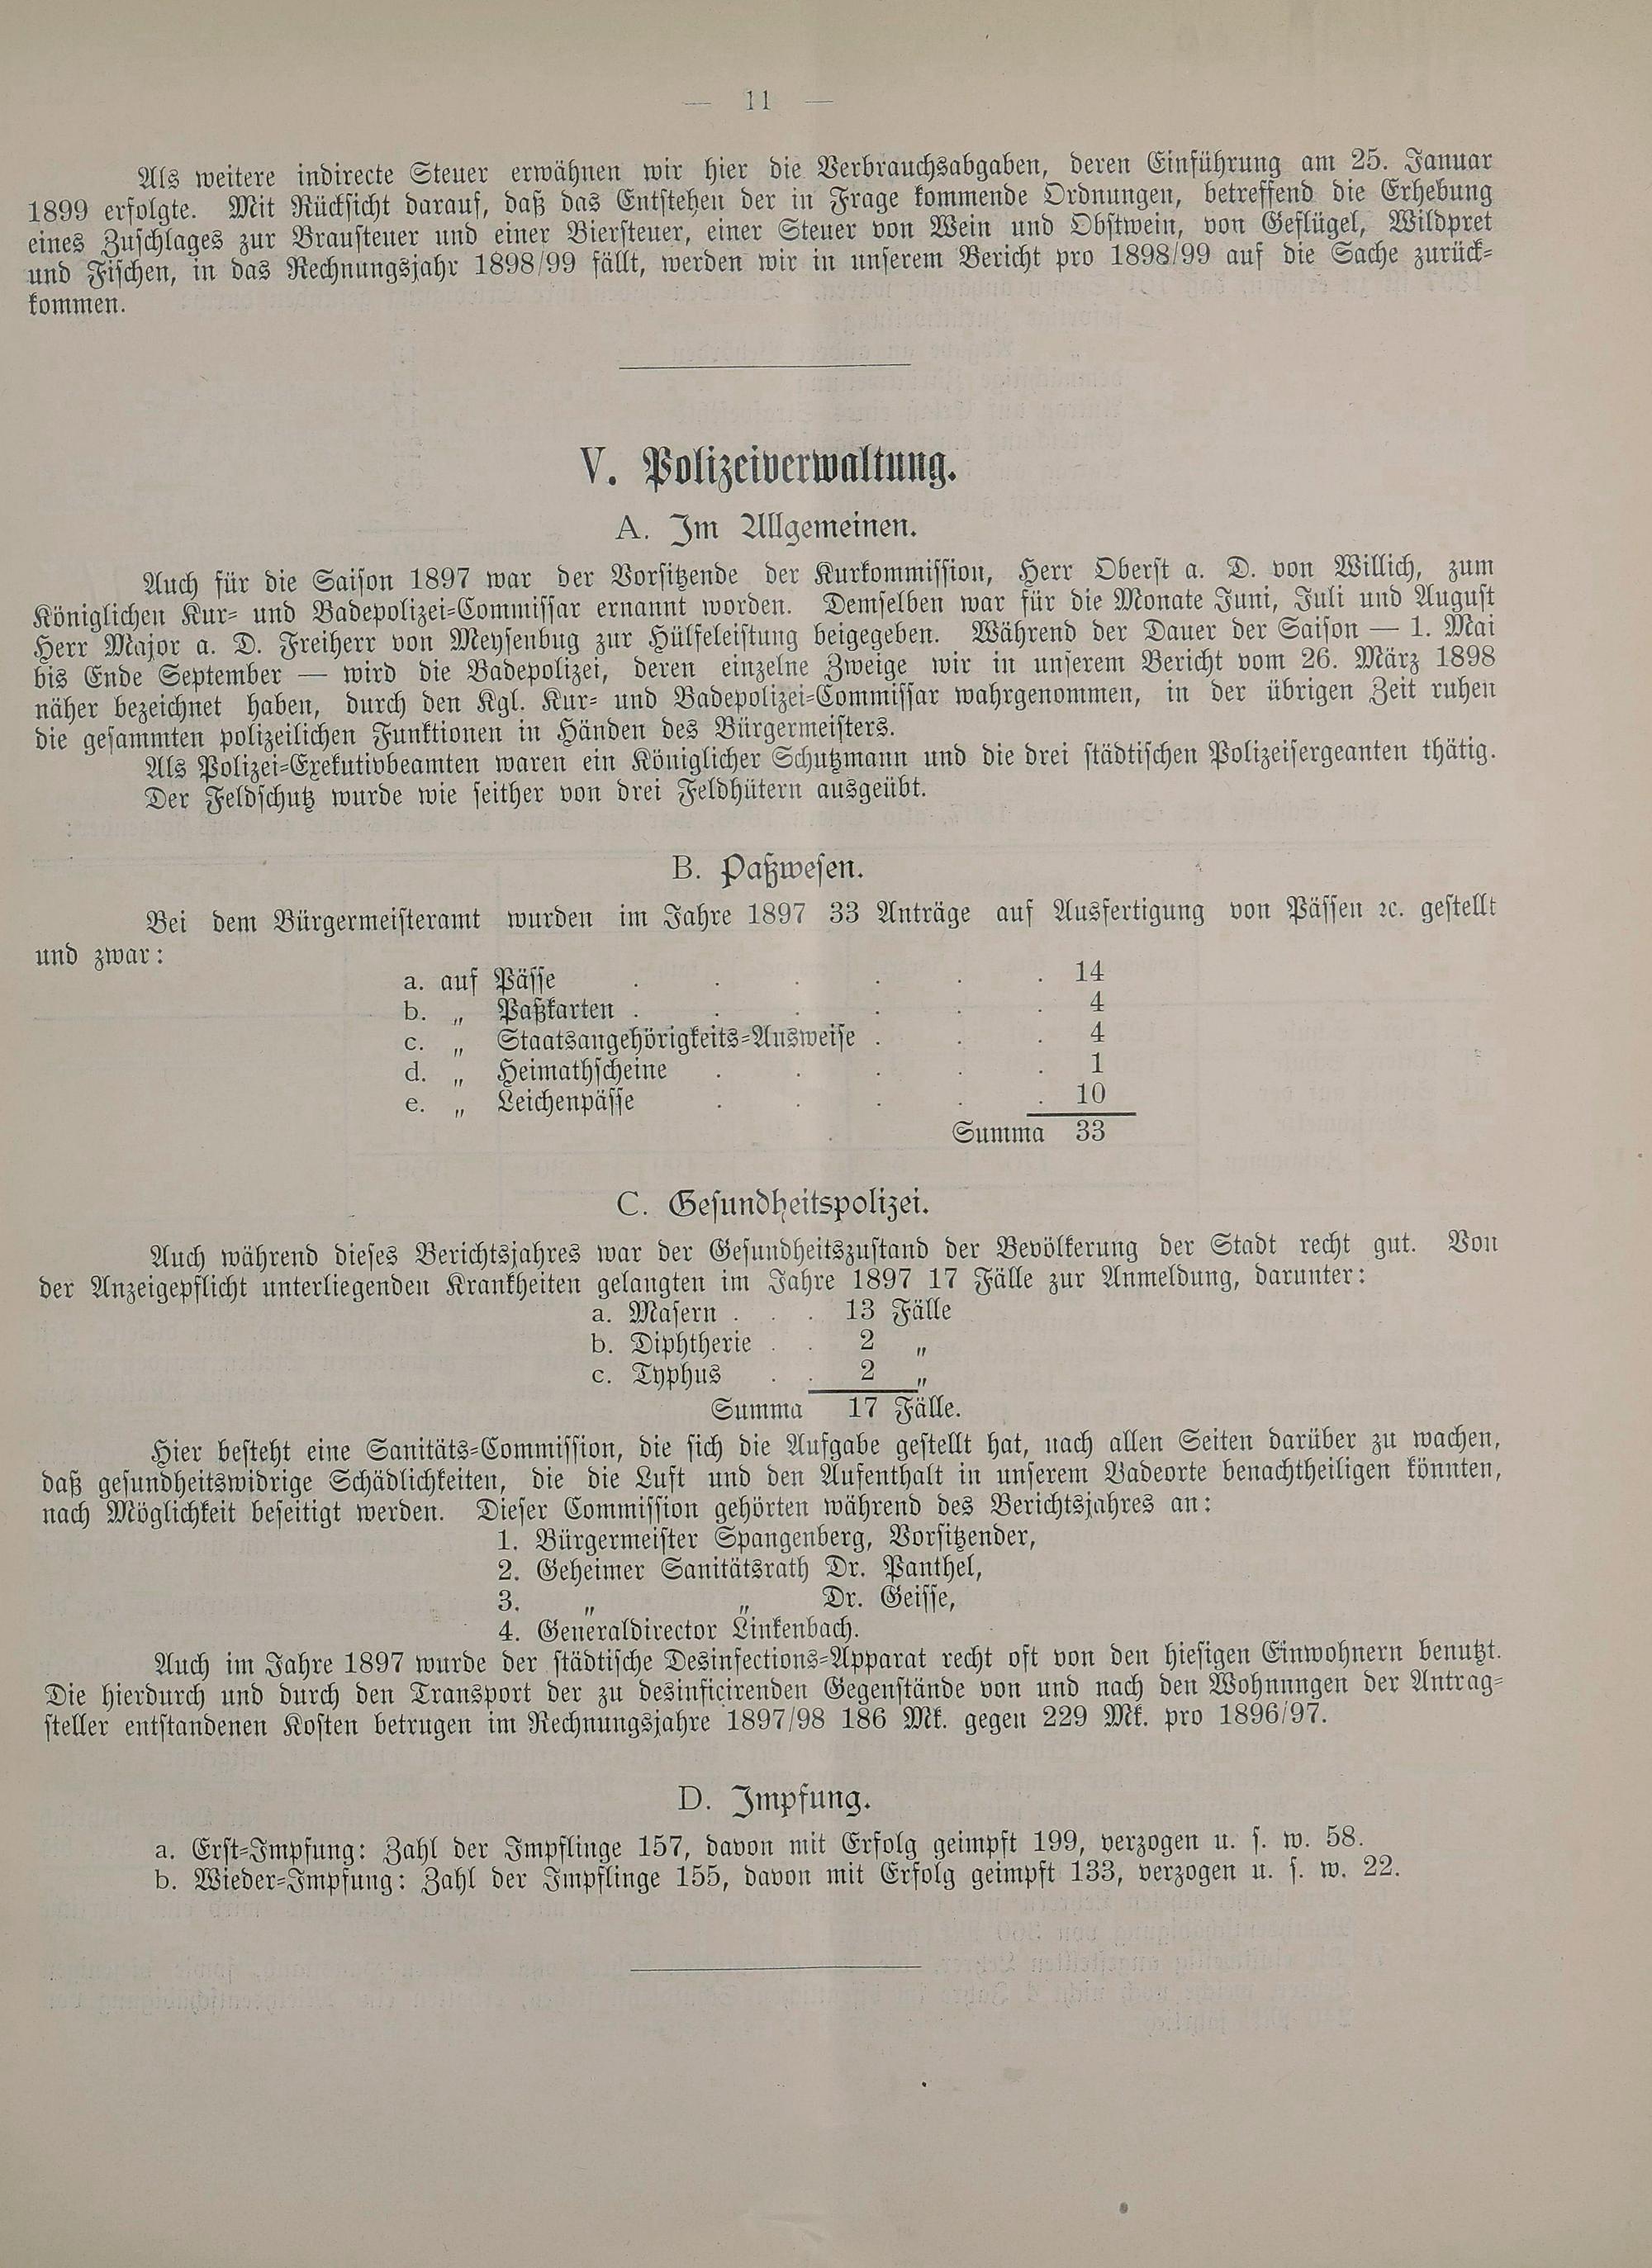 — 11 —
Als weitere indirecte Steuer erwähnen wir hier die Verbrauchsabgaben, deren Einführung am 25. Januar
1899 erfolgte. Mit Rücksicht darauf, daß das Entstehen der in Frage kommende Ordnungen, betreffend die Erhebung
eines Zuschlages zur Brausteuer und einer Biersteuer, einer Steuer von Wein und Obstwein, von Geflügel, Wildpret
und Fischen, in das Rechnungsjahr 1898/99 fällt, werden wir in unserem Bericht pro 1898/99 auf die Sache zurück-
kommen.
V. Polizeiverwaltung.
A. Im Allgemeinen.
Auch für die Saison 1897 war der Vorsitzende der Kurkommission, Herr Oberst a. D. von Willich, zum
Königlichen Kur- und Badepolizei-Commissar ernannt worden. Demselben war für die Monate Juni, Juli und August
Herr Major a. D. Freiherr von Meysenbug zur Hülfeleistung beigegeben. Während der Dauer der Saison — 1. Mai
bis Ende September — wird die Badepolizei, deren einzelne Zweige wir in unserem Bericht vom 26. März 1898
näher bezeichnet haben, durch den Kgl. Kur- und Badepolizei-Commissar wahrgenommen, in der übrigen Zeit ruhen
die gesammten polizeilichen Funktionen in Händen des Bürgermeisters.
Als Polizei-Exekutivbeamten waren ein Königlicher Schutzmann und die drei städtischen Polizeisergeanten thätig.
Der Feldschutz wurde wie seither von drei Feldhütern ausgeübt.
B. Paßwesen.
Bei dem Bürgermeisteramt wurden im Jahre 1897 33 Anträge auf Ausfertigung von Pässen ꝛc. gestellt
und zwar:
a. auf Pässe . . . . . . 14
b. „ Paßkarten . . . . . . 4
c. „ Staatsangehörigkeits-Ausweise . . . 4
d. „ Heimathscheine . . . . . 1
e. „ Leichenpässe . . . . . 10
Summa 33
C. Gesundheitspolizei.
Auch während dieses Berichtsjahres war der Gesundheitszustand der Bevölkerung der Stadt recht gut. Von
der Anzeigepflicht unterliegenden Krankheiten gelangten im Jahre 1897 17 Fälle zur Anmeldung, darunter:
a. Masern . . . 13 Fälle
b. Diphtherie . . 2 „
c. Typhus . . 2 „
Summa 17 Fälle.
Hier besteht eine Sanitäts-Commission, die sich die Aufgabe gestellt hat, nach allen Seiten darüber zu wachen,
daß gesundheitswidrige Schädlichkeiten, die die Luft und den Aufenthalt in unserem Badeorte benachtheiligen könnten,
nach Möglichkeit beseitigt werden. Dieser Commission gehörten während des Berichtsjahres an:
1. Bürgermeister Spangenberg, Vorsitzender,
2. Geheimer Sanitätsrath Dr. Panthel,
3. „ „ Dr. Geisse,
4. Generaldirector Linkenbach.
Auch im Jahre 1897 wurde der städtische Desinfections-Apparat recht oft von den hiesigen Einwohnern benutzt.
Die hierdurch und durch den Transport der zu desinficirenden Gegenstände von und nach den Wohnungen der Antrag-
steller entstandenen Kosten betrugen im Rechnungsjahre 1897/98 186 Mk. gegen 229 Mk. pro 1896/97.
D. Impfung.
a. Erst-Impfung: Zahl der Impflinge 157, davon mit Erfolg geimpft 199, verzogen u. s. w. 58.
b. Wieder-Impfung: Zahl der Impflinge 155, davon mit Erfolg geimpft 133, verzogen u. s. w. 22.